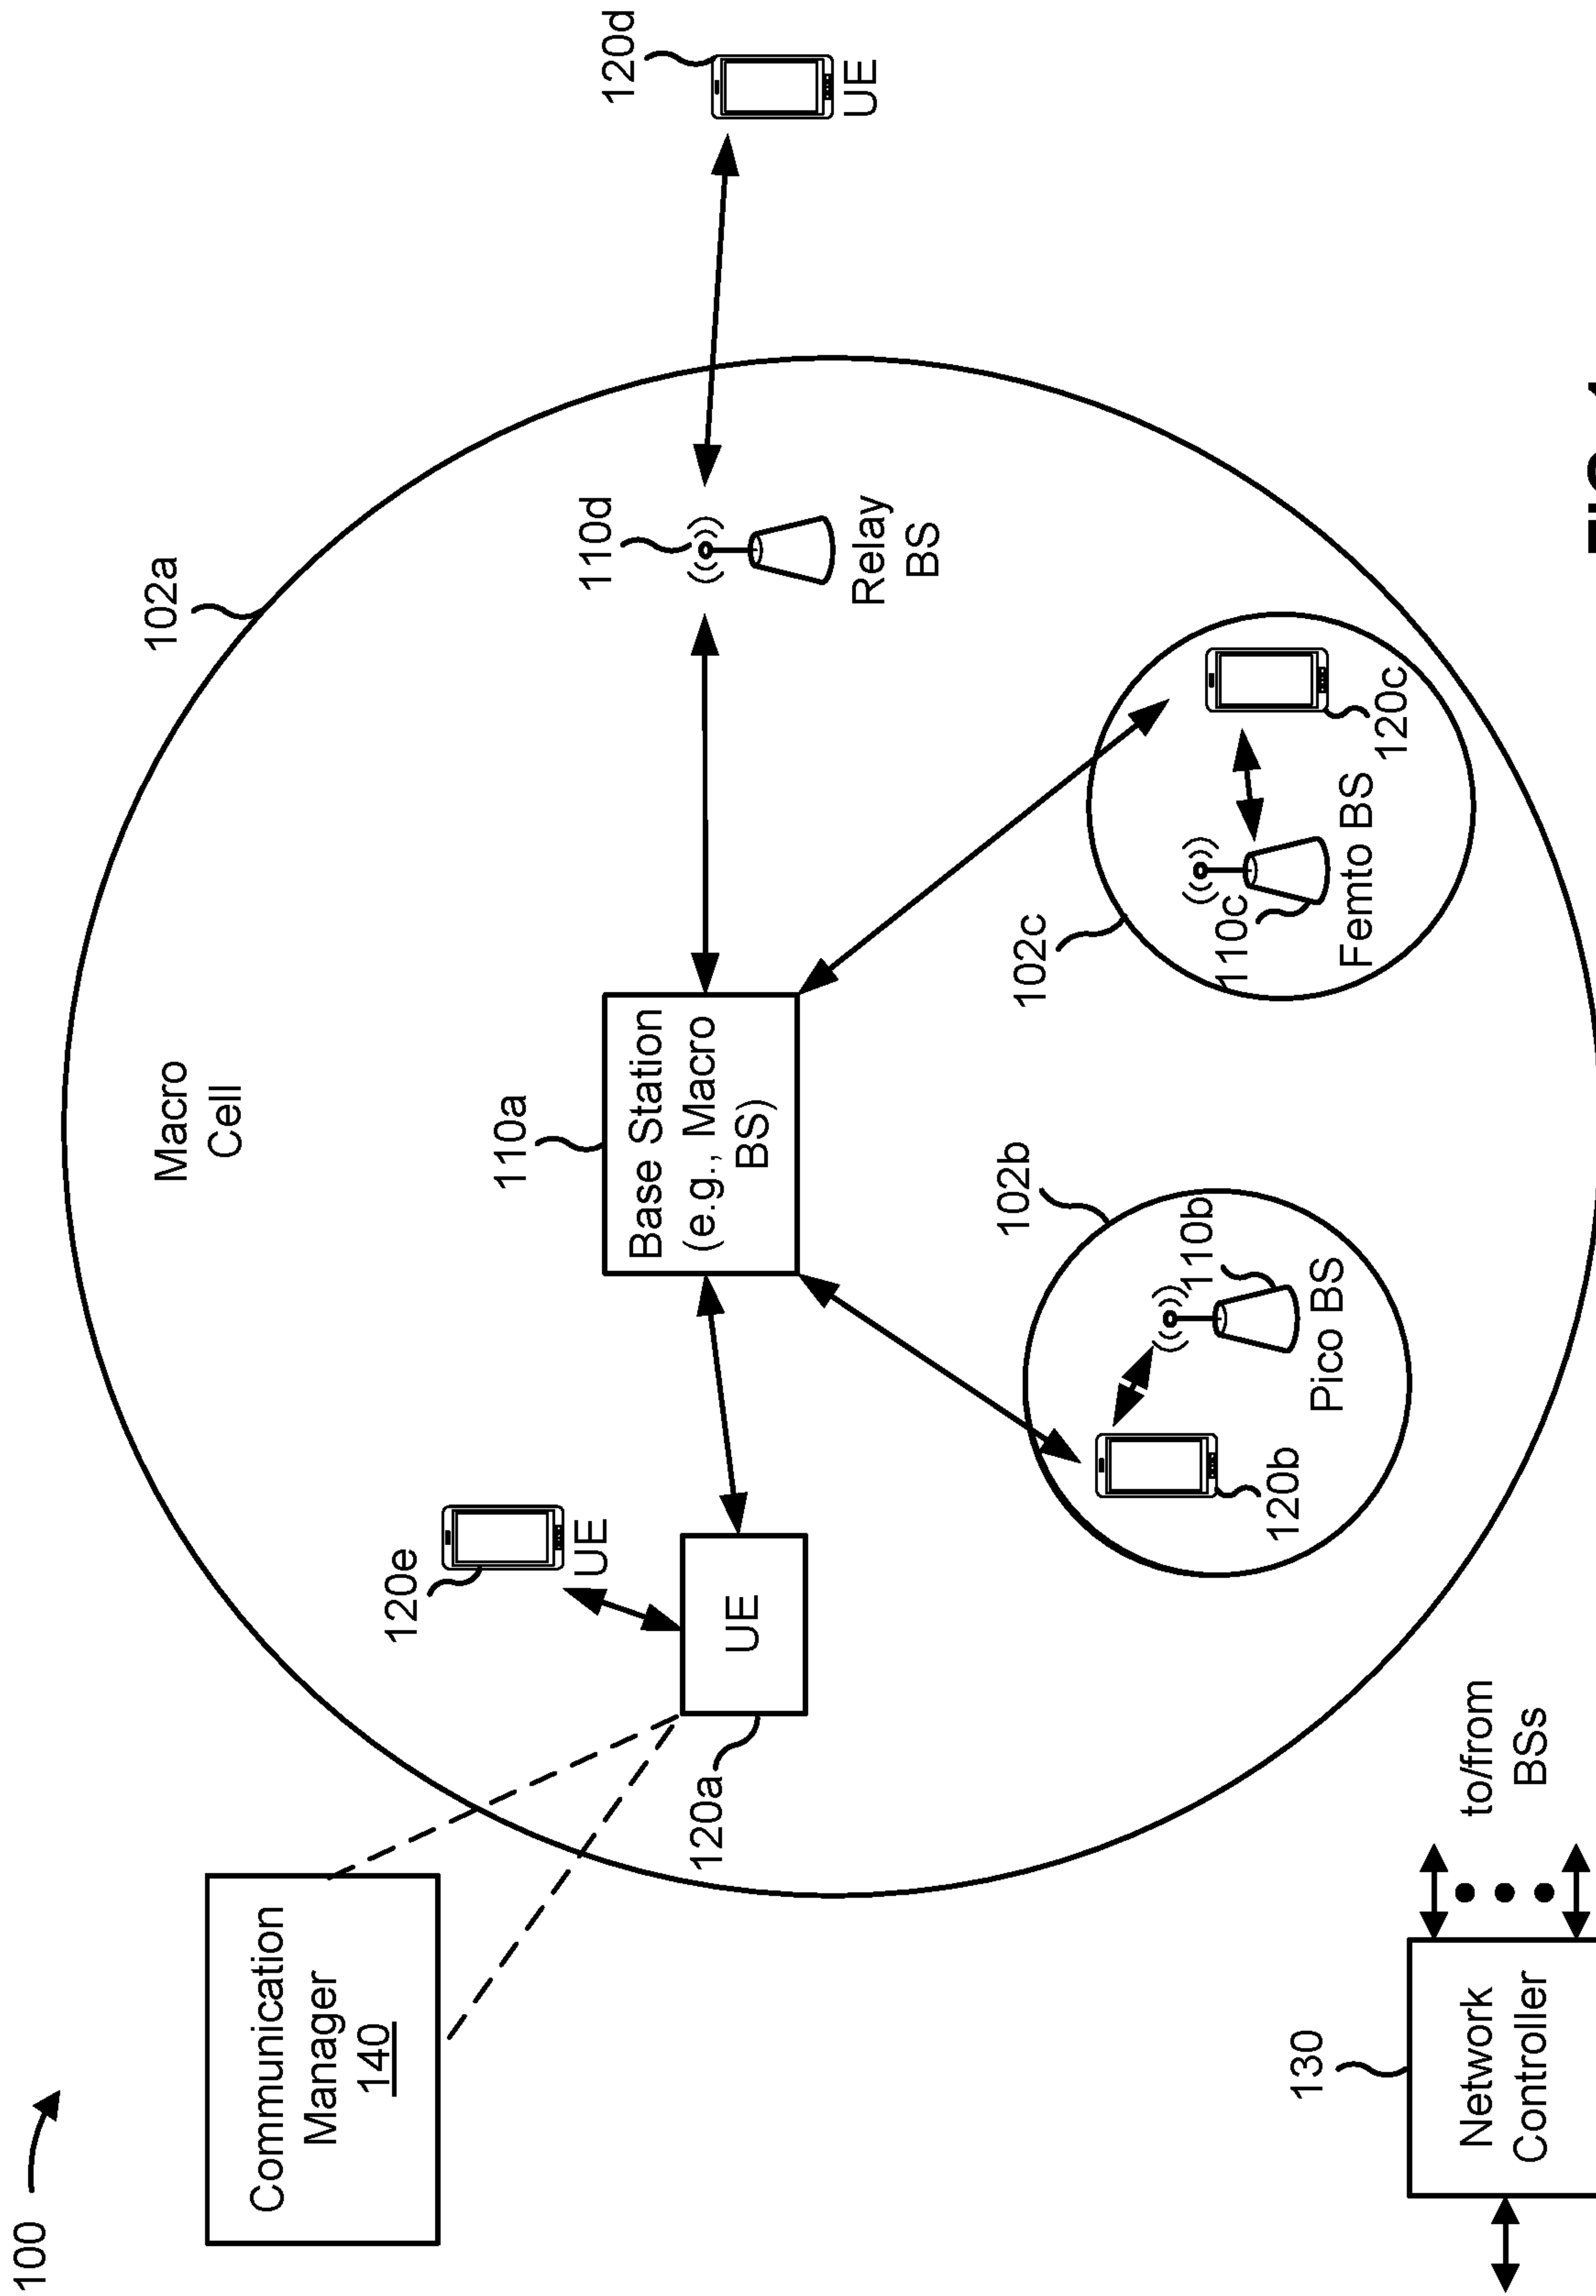 100
Communication
Manager
140
102a
Macro
Cell
120e
UE
110a
Base Station
(e.g., Macro
BS)
110d
Relay
BS
120d
UE
120a
UE
102b
110b
Pico BS
120b
102c
110c
Femto BS
120c
130
Network
Controller
to/from
BSs